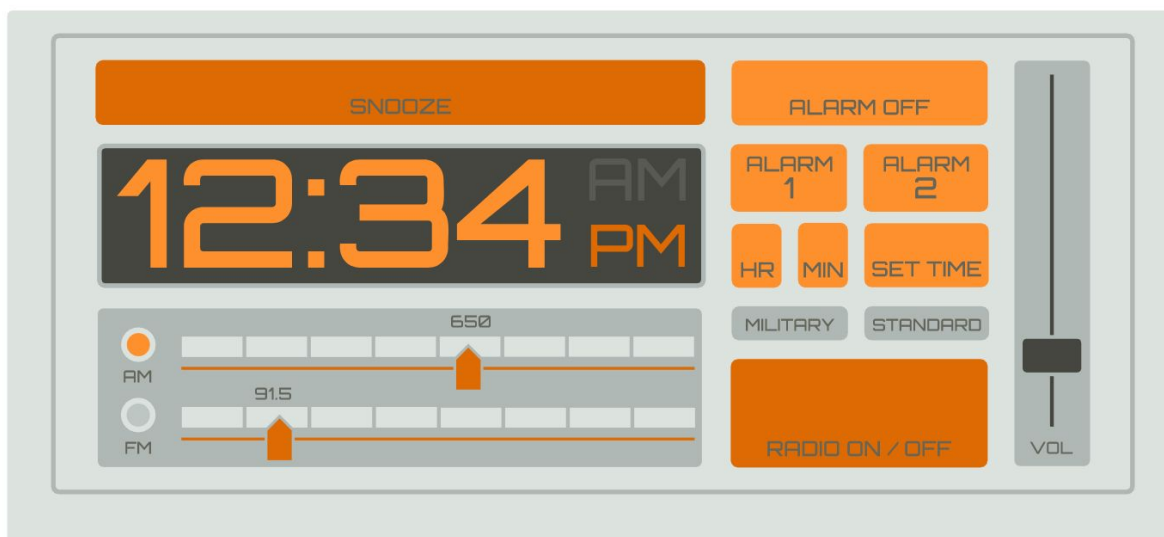 SNOOZE
ALARM OFF
12:34
AM
PM
ALARM
1
ALARM
2
HR
MIN
SET TIME
MILITARY
STANDARD
650
AM
91.5
FM
RADIO ON / OFF
VOL